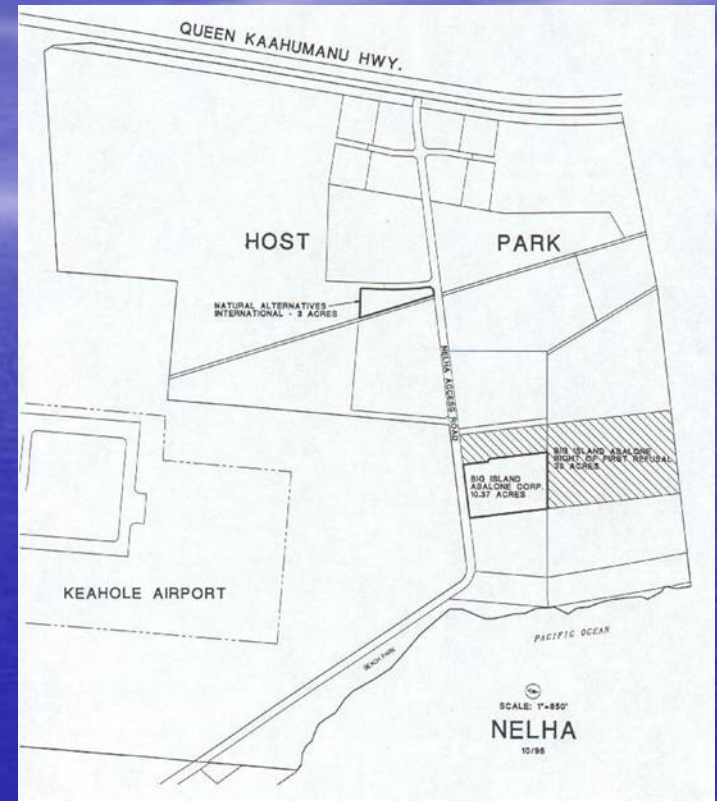 QUEEN KAAHUMANU HWY.
HOST PARK
NATURAL ALTERNATIVES
INTERNATIONAL - 3 ACRES
NELHA ACCESS ROAD
BIG ISLAND ABALONE
RIGHT OF FIRST REFUSAL
BIG ISLAND
ABALONE CORP.
10.37 ACRES
KEAHOLE AIRPORT
BEACH PARK
PACIFIC OCEAN
SCALE: 1"=850'
NELHA
10/98